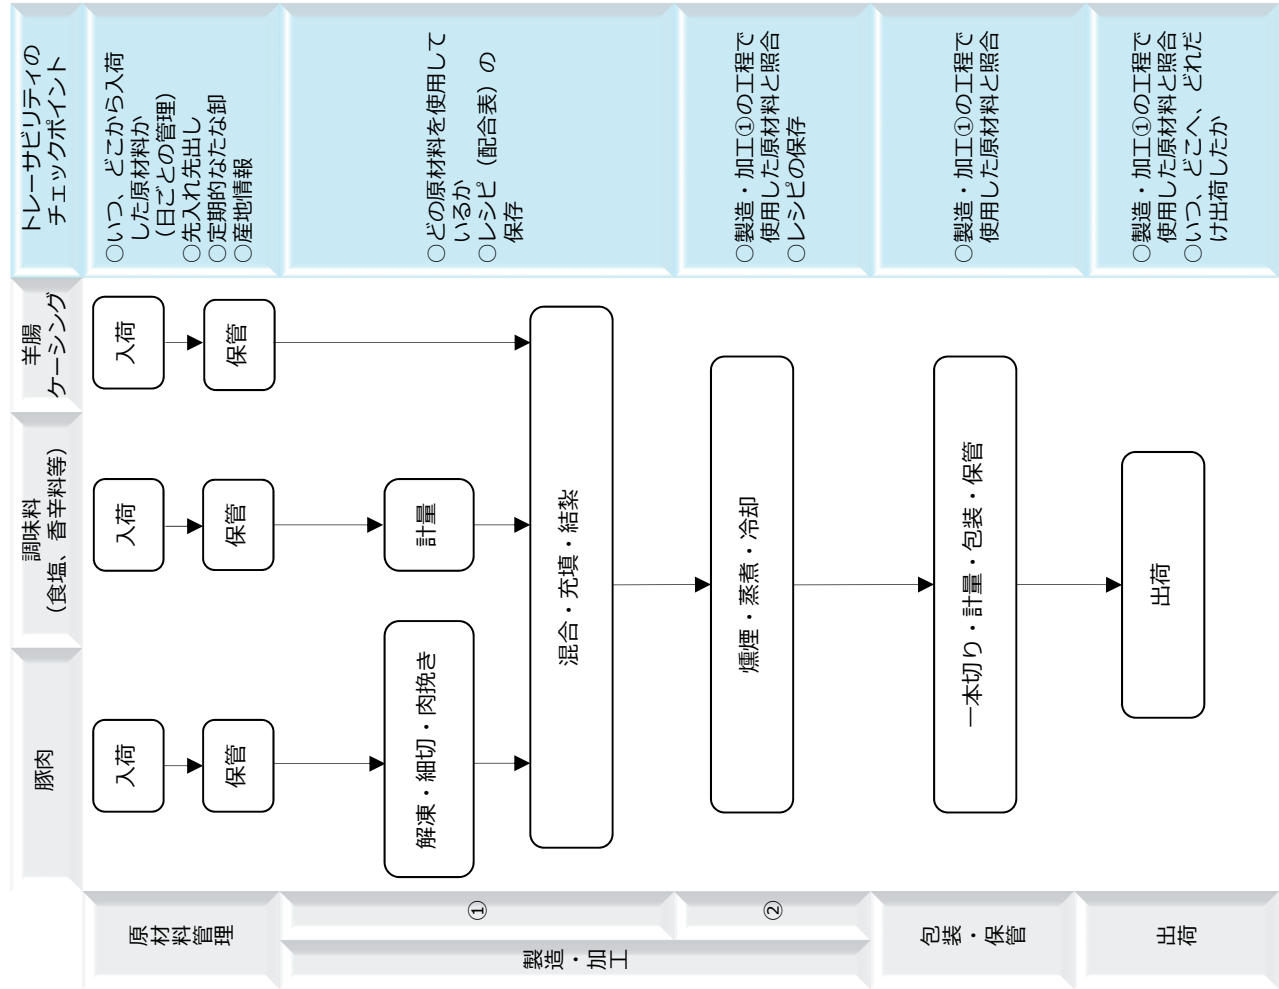 豚肉
調味料
(食塩、香辛料等)
羊腸
ケーシング
トレーサビリティの
チェックポイント
原材料管理
入荷
入荷
入荷
保管
保管
保管
○いつ、どこから入荷
した原材料か
(日ごとの管理)
○先入れ先出し
○定期的なたな卸
○産地情報
製造・加工
①
解凍・細切・肉挽き
計量
混合・充填・結紮
○どの原材料を使用して
いるか
○レシピ(配合表)の
保存
②
燻煙・蒸煮・冷却
○製造・加工①の工程で
使用した原材料と照合
○レシピの保存
包装・保管
一本切り・計量・包装・保管
○製造・加工①の工程で
使用した原材料と照合
出荷
出荷
○製造・加工①の工程で
使用した原材料と照合
○いつ、どこへ、どれだ
け出荷したか